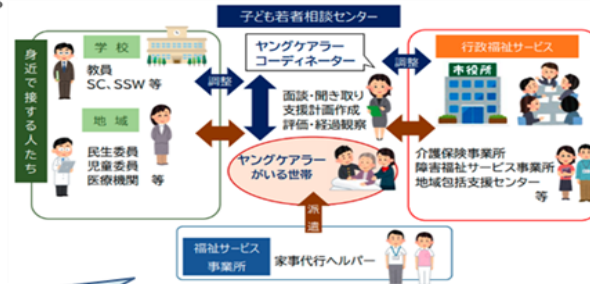 子ども若者相談センター
身近で接する人たち
学校
教員
SC、SSW 等
地域
民生委員
児童委員
医療機関 等
調整
ヤングケアラー
コーディネーター
面談・聞き取り
支援計画作成
評価・経過観察
ヤングケアラー
がいる世帯
調整
行政福祉サービス
市役所
介護保険事業所
障害福祉サービス事業所
地域包括支援センター
等
派遣
福祉サービス
事業所
家事代行ヘルパー